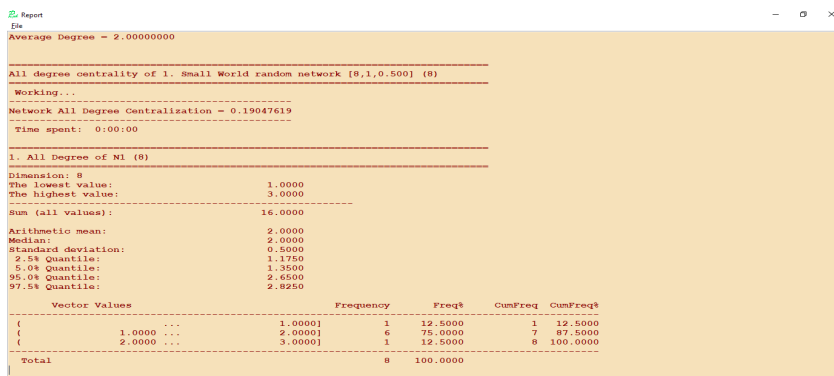 Report
File
Average Degree = 2.00000000
All degree centrality of 1. Small World random network [8,1,0.500] (8)
Working...
Network All Degree Centralization = 0.19047619
Time spent: 0:00:00
1. All Degree of N1 (8)
Dimension: 8
The lowest value: 1.0000
The highest value: 3.0000
Sum (all values): 16.0000
Arithmetic mean: 2.0000
Median: 2.0000
Standard deviation: 0.5000
2.5% Quantile: 1.1750
5.0% Quantile: 1.3500
95.0% Quantile: 2.6500
97.5% Quantile: 2.8250
Vector Values Frequency Freq% CumFreq CumFreq%
( ... 1.0000] 1 12.5000 1 12.5000
( 1.0000 ... 2.0000] 6 75.0000 7 87.5000
( 2.0000 ... 3.0000] 1 12.5000 8 100.0000
Total 8 100.0000